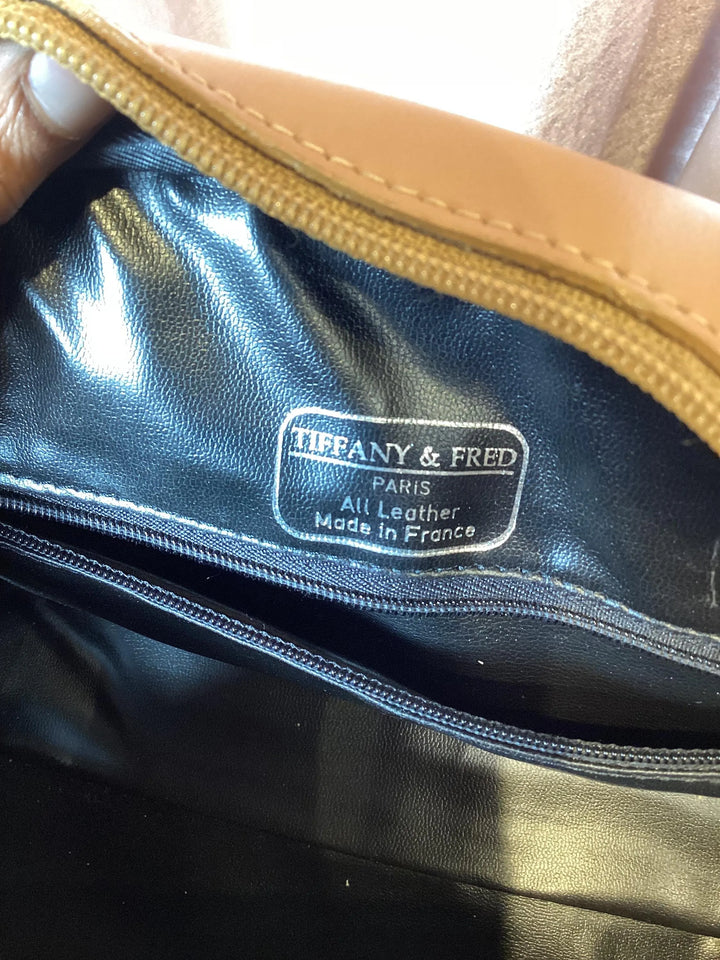 TIFFANY & FRED
PARIS
All Leather
Made in France